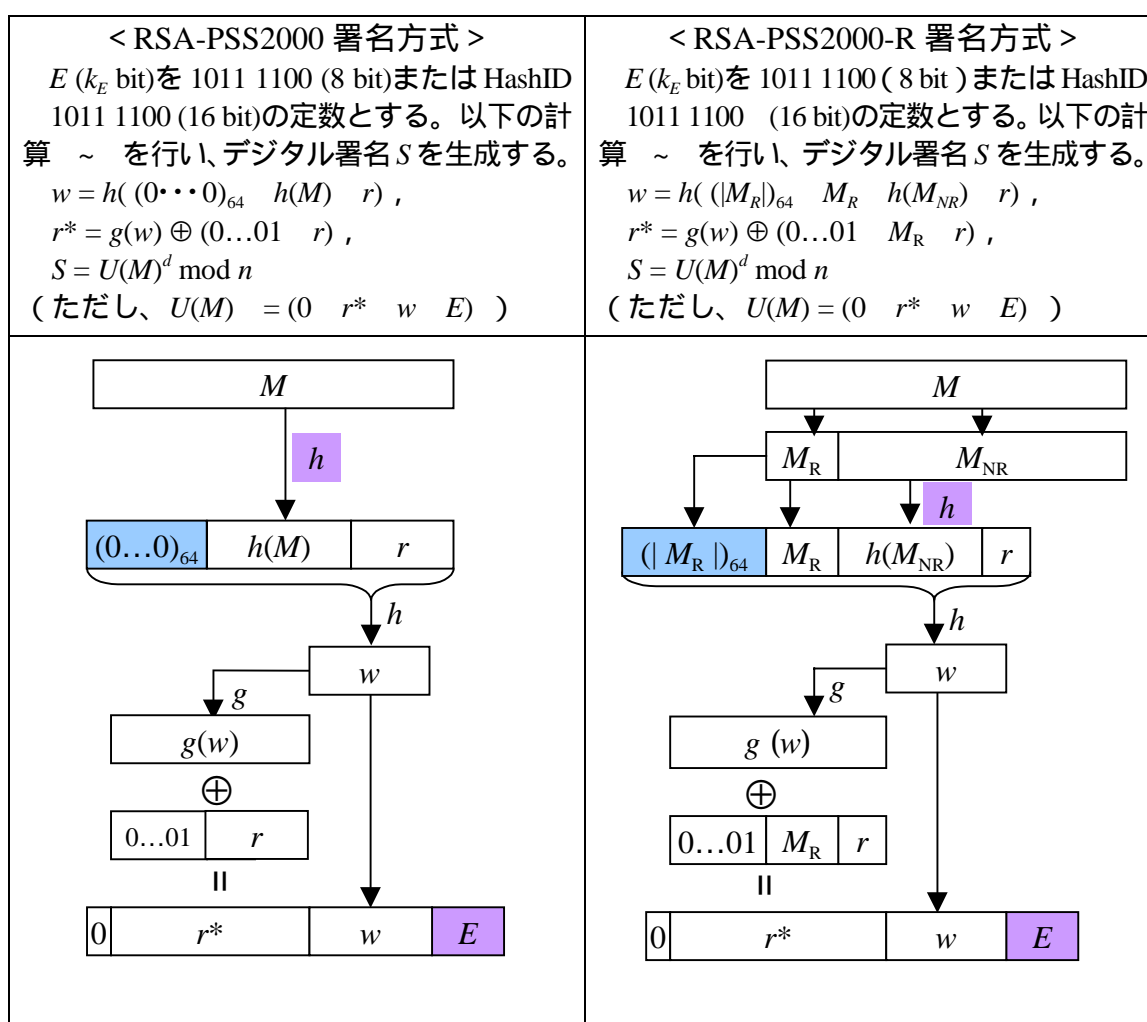 ＜RSA-PSS2000 署名方式＞
E (k_E bit)を 1011 1100 (8 bit)または HashID
1011 1100 (16 bit)の定数とする。以下の計
算　～　を行い、デジタル署名 S を生成する。
w = h( (0・・・0)_64　h(M)　r)，
r* = g(w) ⊕ (0…01　r)，
S = U(M)^d mod n
（ただし、U(M)　= (0　r*　w　E)　）
＜RSA-PSS2000-R 署名方式＞
E (k_E bit)を 1011 1100（8 bit）または HashID
1011 1100　(16 bit)の定数とする。以下の計
算　～　を行い、デジタル署名 S を生成する。
w = h( (|M_R|)_64　M_R　h(M_NR)　r)，
r* = g(w) ⊕ (0…01　M_R　r)，
S = U(M)^d mod n
（ただし、U(M) = (0　r*　w　E)　）
M
h
(0…0)_64　h(M)　r
h
w
g
g(w)
⊕
0…01　r
=
0　r*　w　E
M
M_R　M_NR
h
(| M_R |)_64　M_R　h(M_NR)　r
h
w
g
g (w)
⊕
0…01　M_R　r
=
0　r*　w　E